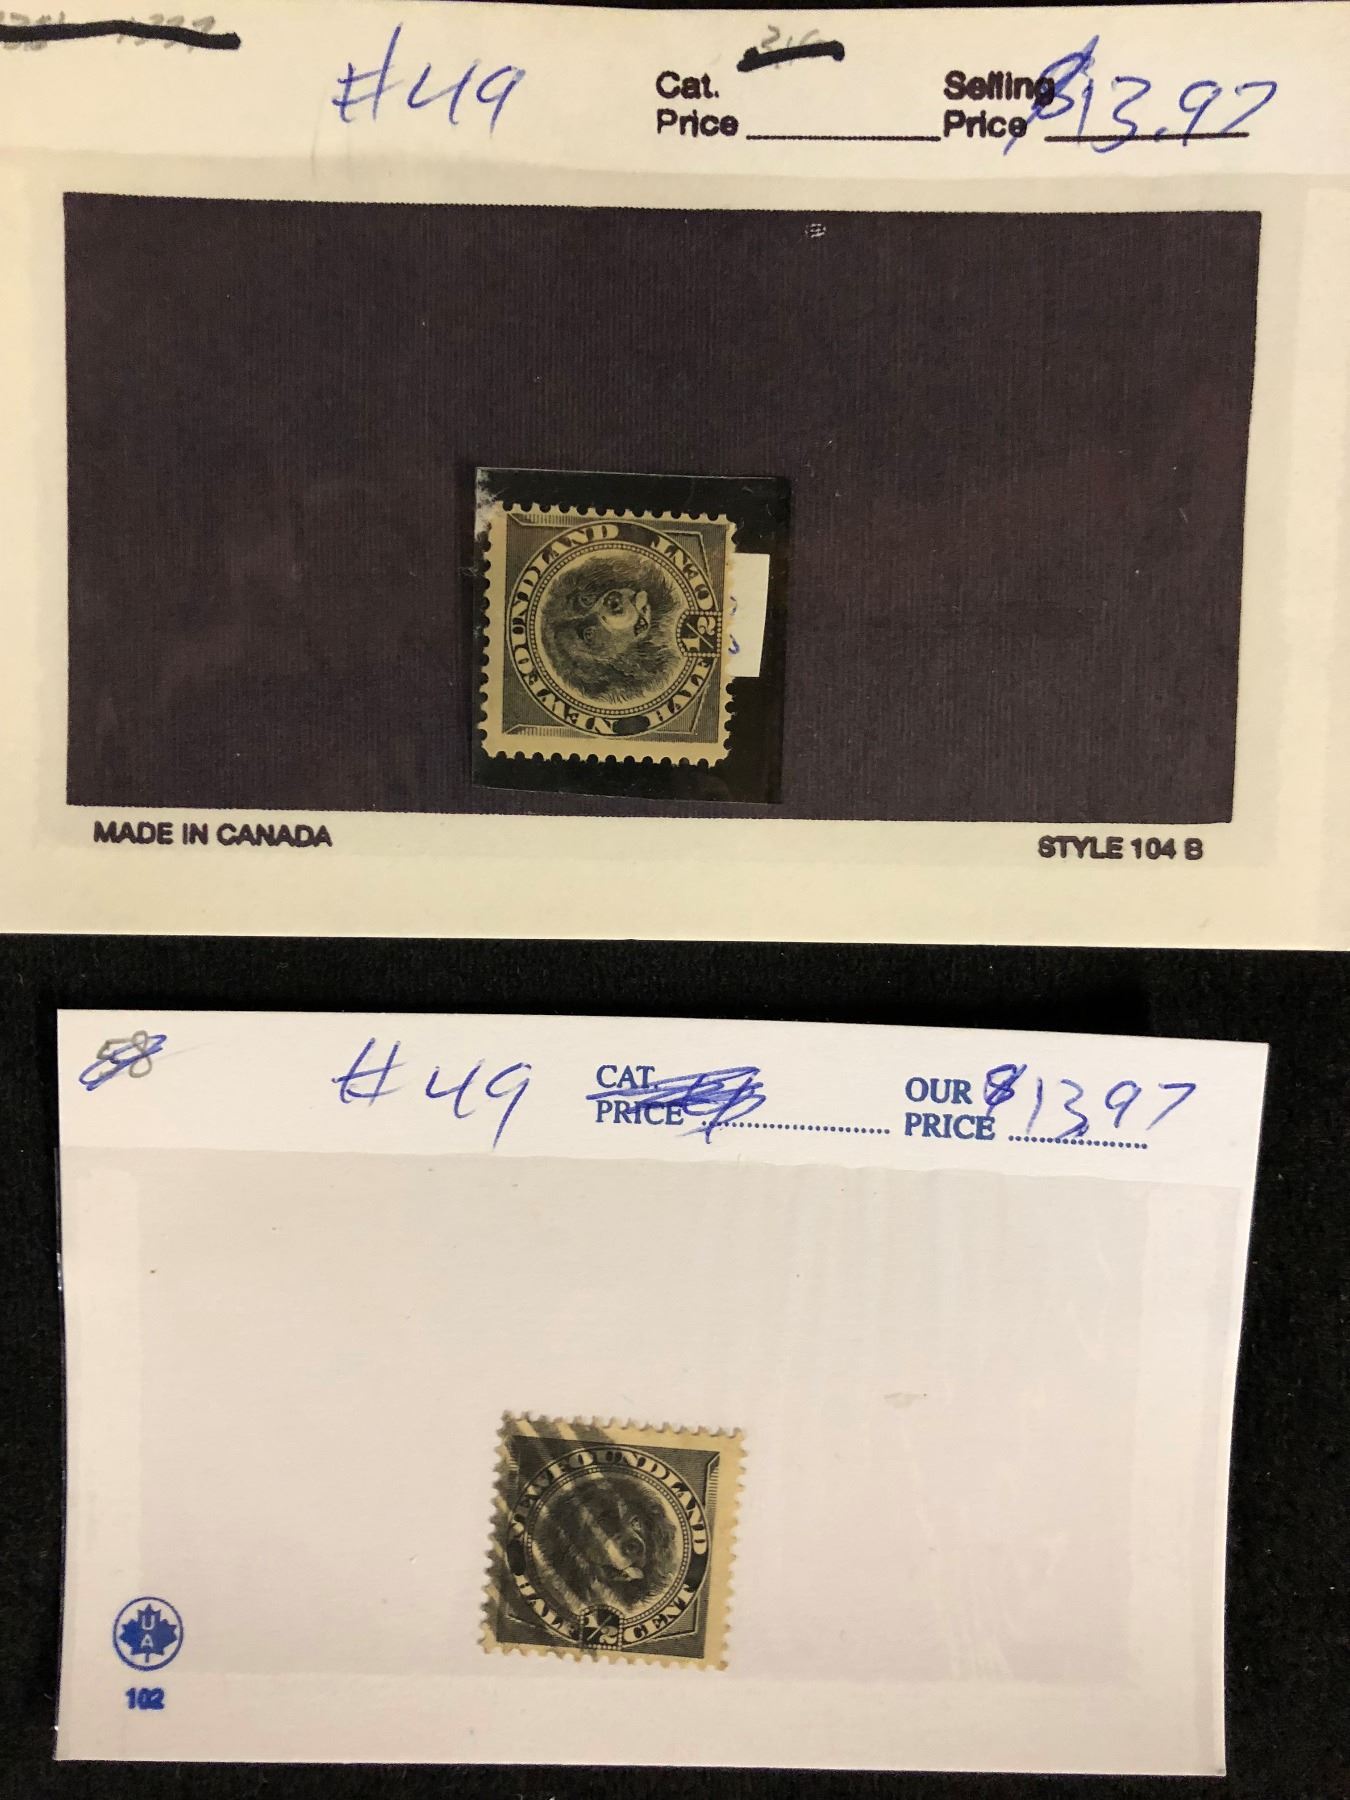 #49
Cat.
Price
Selling
Price $13.97
NEWFOUNDLAND
HALF 1/2 CENT
MADE IN CANADA
STYLE 104 B
58
#49
CAT.
PRICE
OUR
PRICE $13.97
NEWFOUNDLAND
HALF 1/2 CENT
U
A
102